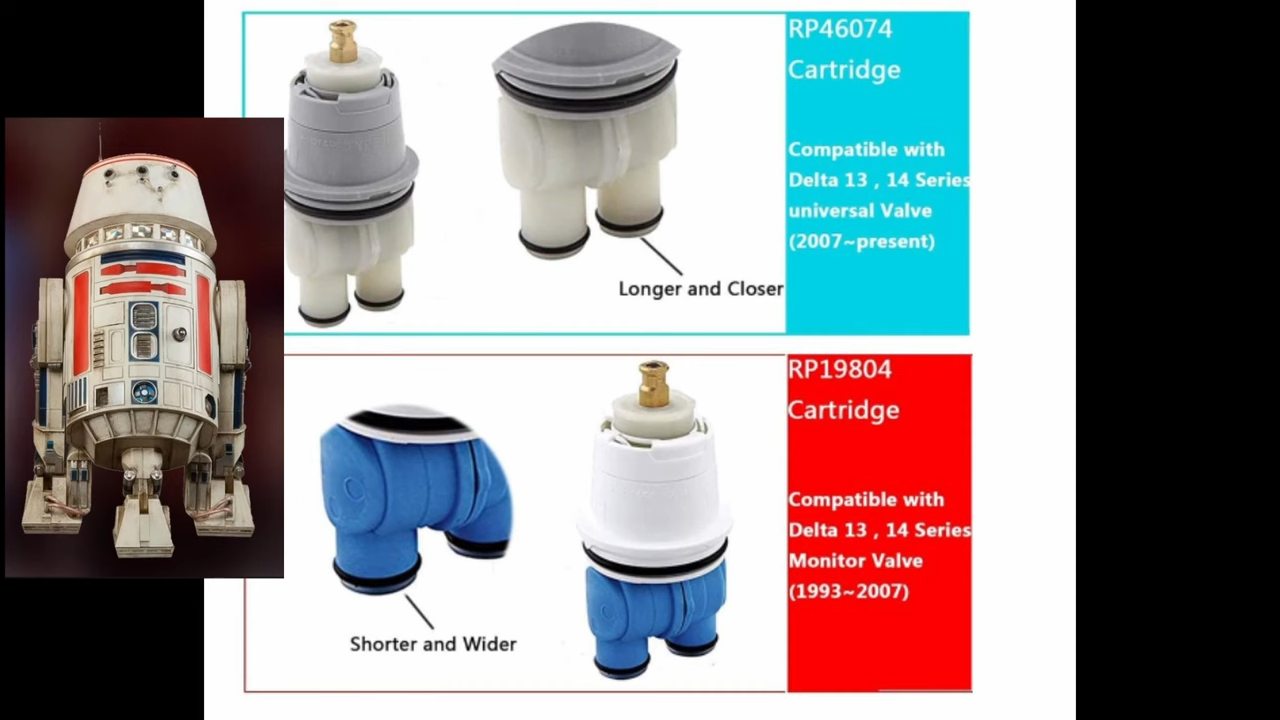 RP46074
Cartridge
Compatible with
Delta 13 , 14 Series
universal Valve
(2007~present)
Longer and Closer
RP19804
Cartridge
Compatible with
Delta 13 , 14 Series
Monitor Valve
(1993~2007)
Shorter and Wider